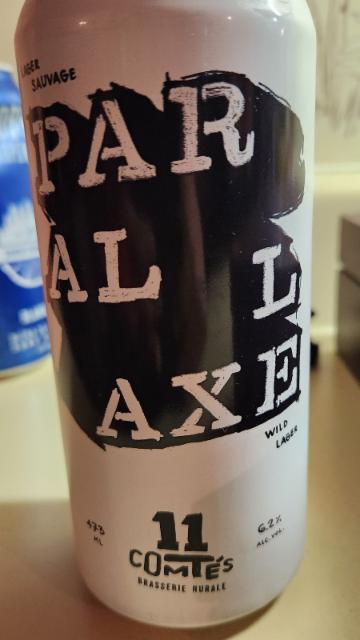 LAGER
SAUVAGE
PAR
AL L
AXE
WILD
LAGER
473
ML
6.2%
ALC. VOL.
11
COMTÉS
BRASSERIE RURALE